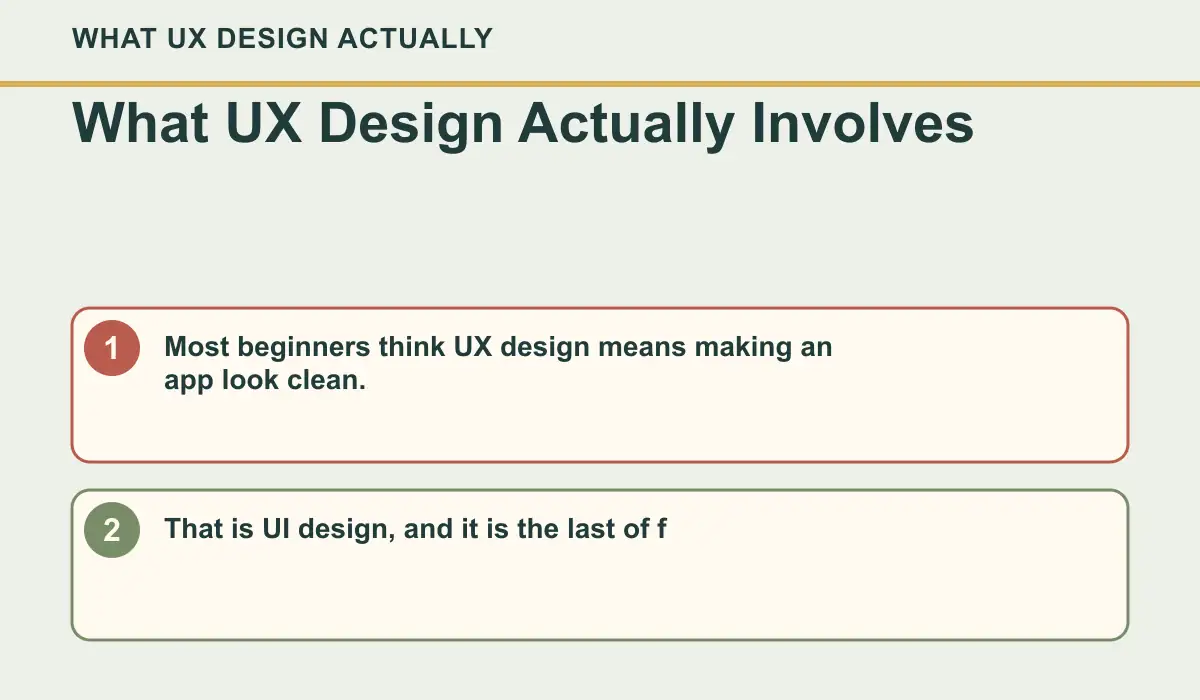 WHAT UX DESIGN ACTUALLY
What UX Design Actually Involves
1
Most beginners think UX design means making an
app look clean.
2
That is UI design, and it is the last of f